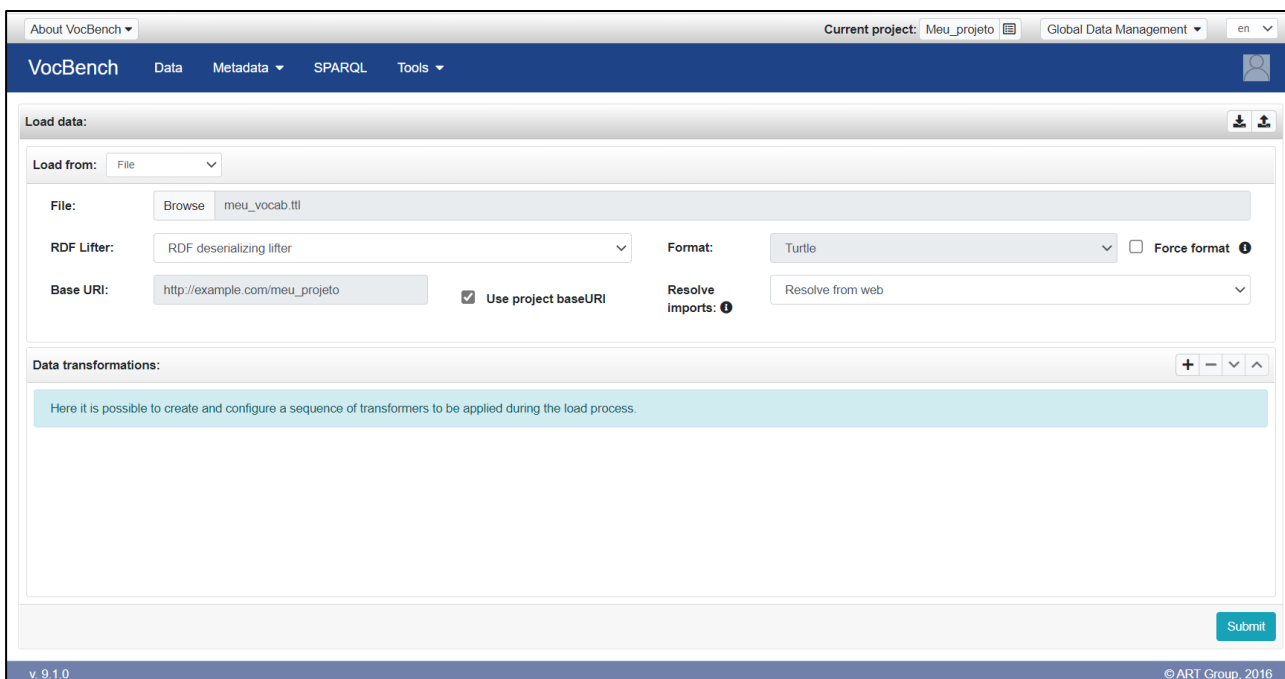 About VocBench Current project: Meu_projeto Global Data Management en
VocBench Data Metadata SPARQL Tools
Load data:
Load from: File
File: Browse meu_vocab.ttl
RDF Lifter: RDF deserializing lifter Format: Turtle Force format
Base URI: http://example.com/meu_projeto Use project baseURI Resolve imports: Resolve from web
Data transformations:
Here it is possible to create and configure a sequence of transformers to be applied during the load process.
Submit
v. 9.1.0 © ART Group, 2016